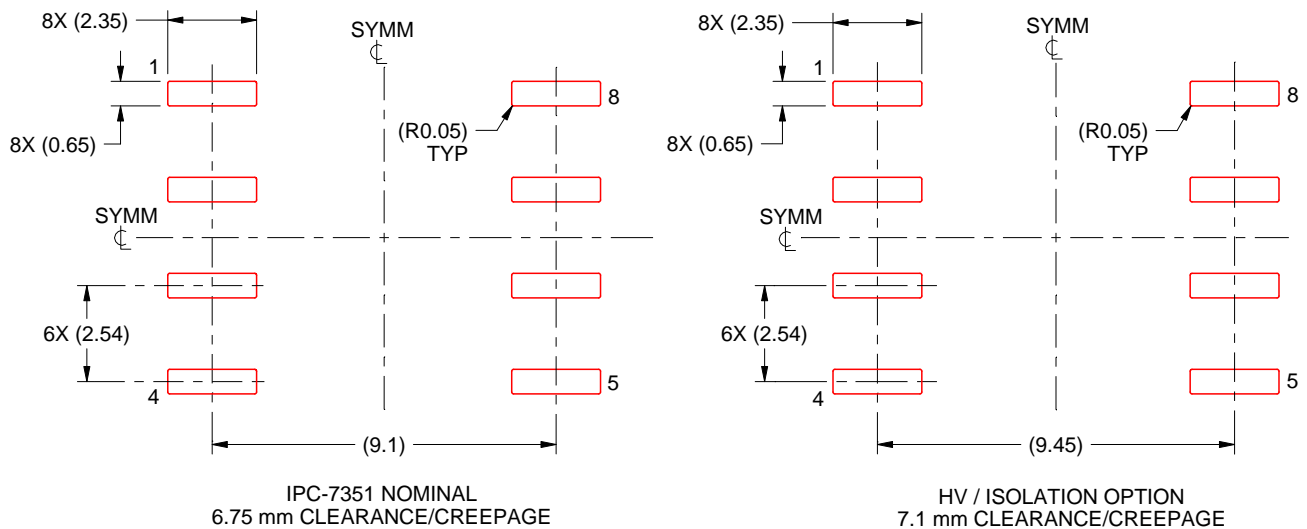 8X (2.35)
SYMM
℄
1
8
8X (0.65)
(R0.05)
TYP
SYMM
℄
6X (2.54)
4
5
(9.1)
IPC-7351 NOMINAL
6.75 mm CLEARANCE/CREEPAGE
8X (2.35)
SYMM
℄
1
8
8X (0.65)
(R0.05)
TYP
SYMM
℄
6X (2.54)
4
5
(9.45)
HV / ISOLATION OPTION
7.1 mm CLEARANCE/CREEPAGE